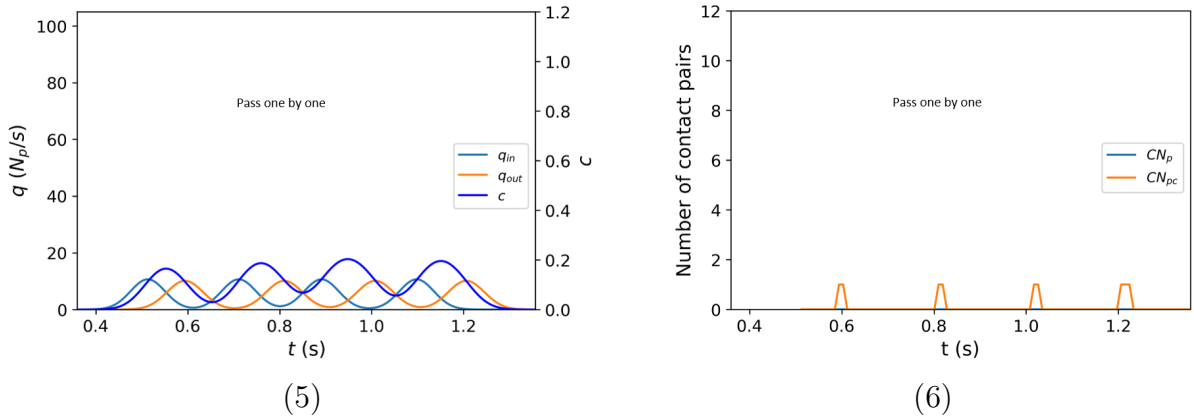 100
80
60
40
20
0
q (N_p/s)
1.2
1.0
0.8
0.6
0.4
0.2
0.0
c
Pass one by one
q_in
q_out
c
0.4 0.6 0.8 1.0 1.2
t (s)
(5)
12
10
8
6
4
2
0
Number of contact pairs
Pass one by one
CN_p
CN_pc
0.4 0.6 0.8 1.0 1.2
t (s)
(6)